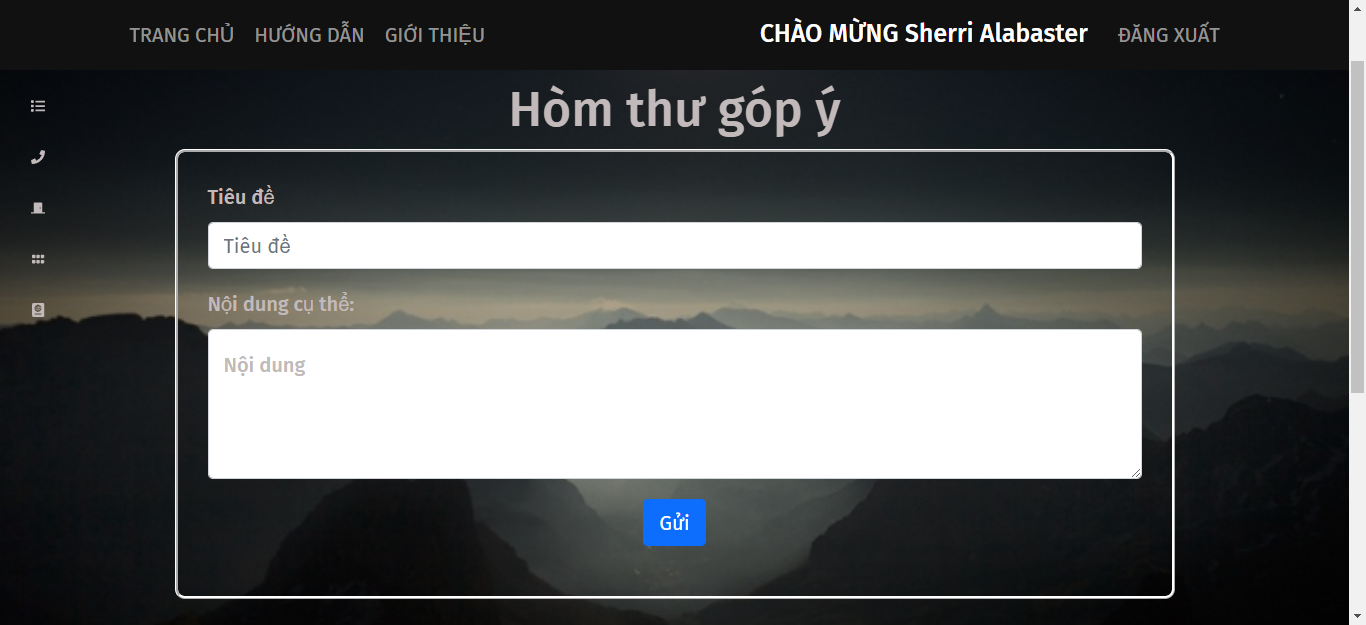 TRANG CHỦ HƯỚNG DẪN GIỚI THIỆU CHÀO MỪNG Sherri Alabaster ĐĂNG XUẤT
Hòm thư góp ý
Tiêu đề
Tiêu đề
Nội dung cụ thể:
Nội dung
Gửi